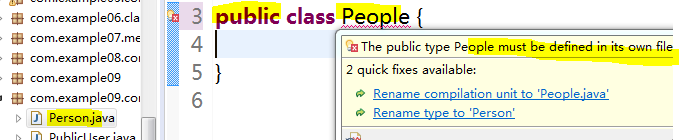 com.example06.cla
com.example07.me
com.example08.ma
com.example09
com.example09.co
Person.java
PublicUser.java
3 public class People {
4
5 }
6
The public type People must be defined in its own file
2 quick fixes available:
Rename compilation unit to 'People.java'
Rename type to 'Person'